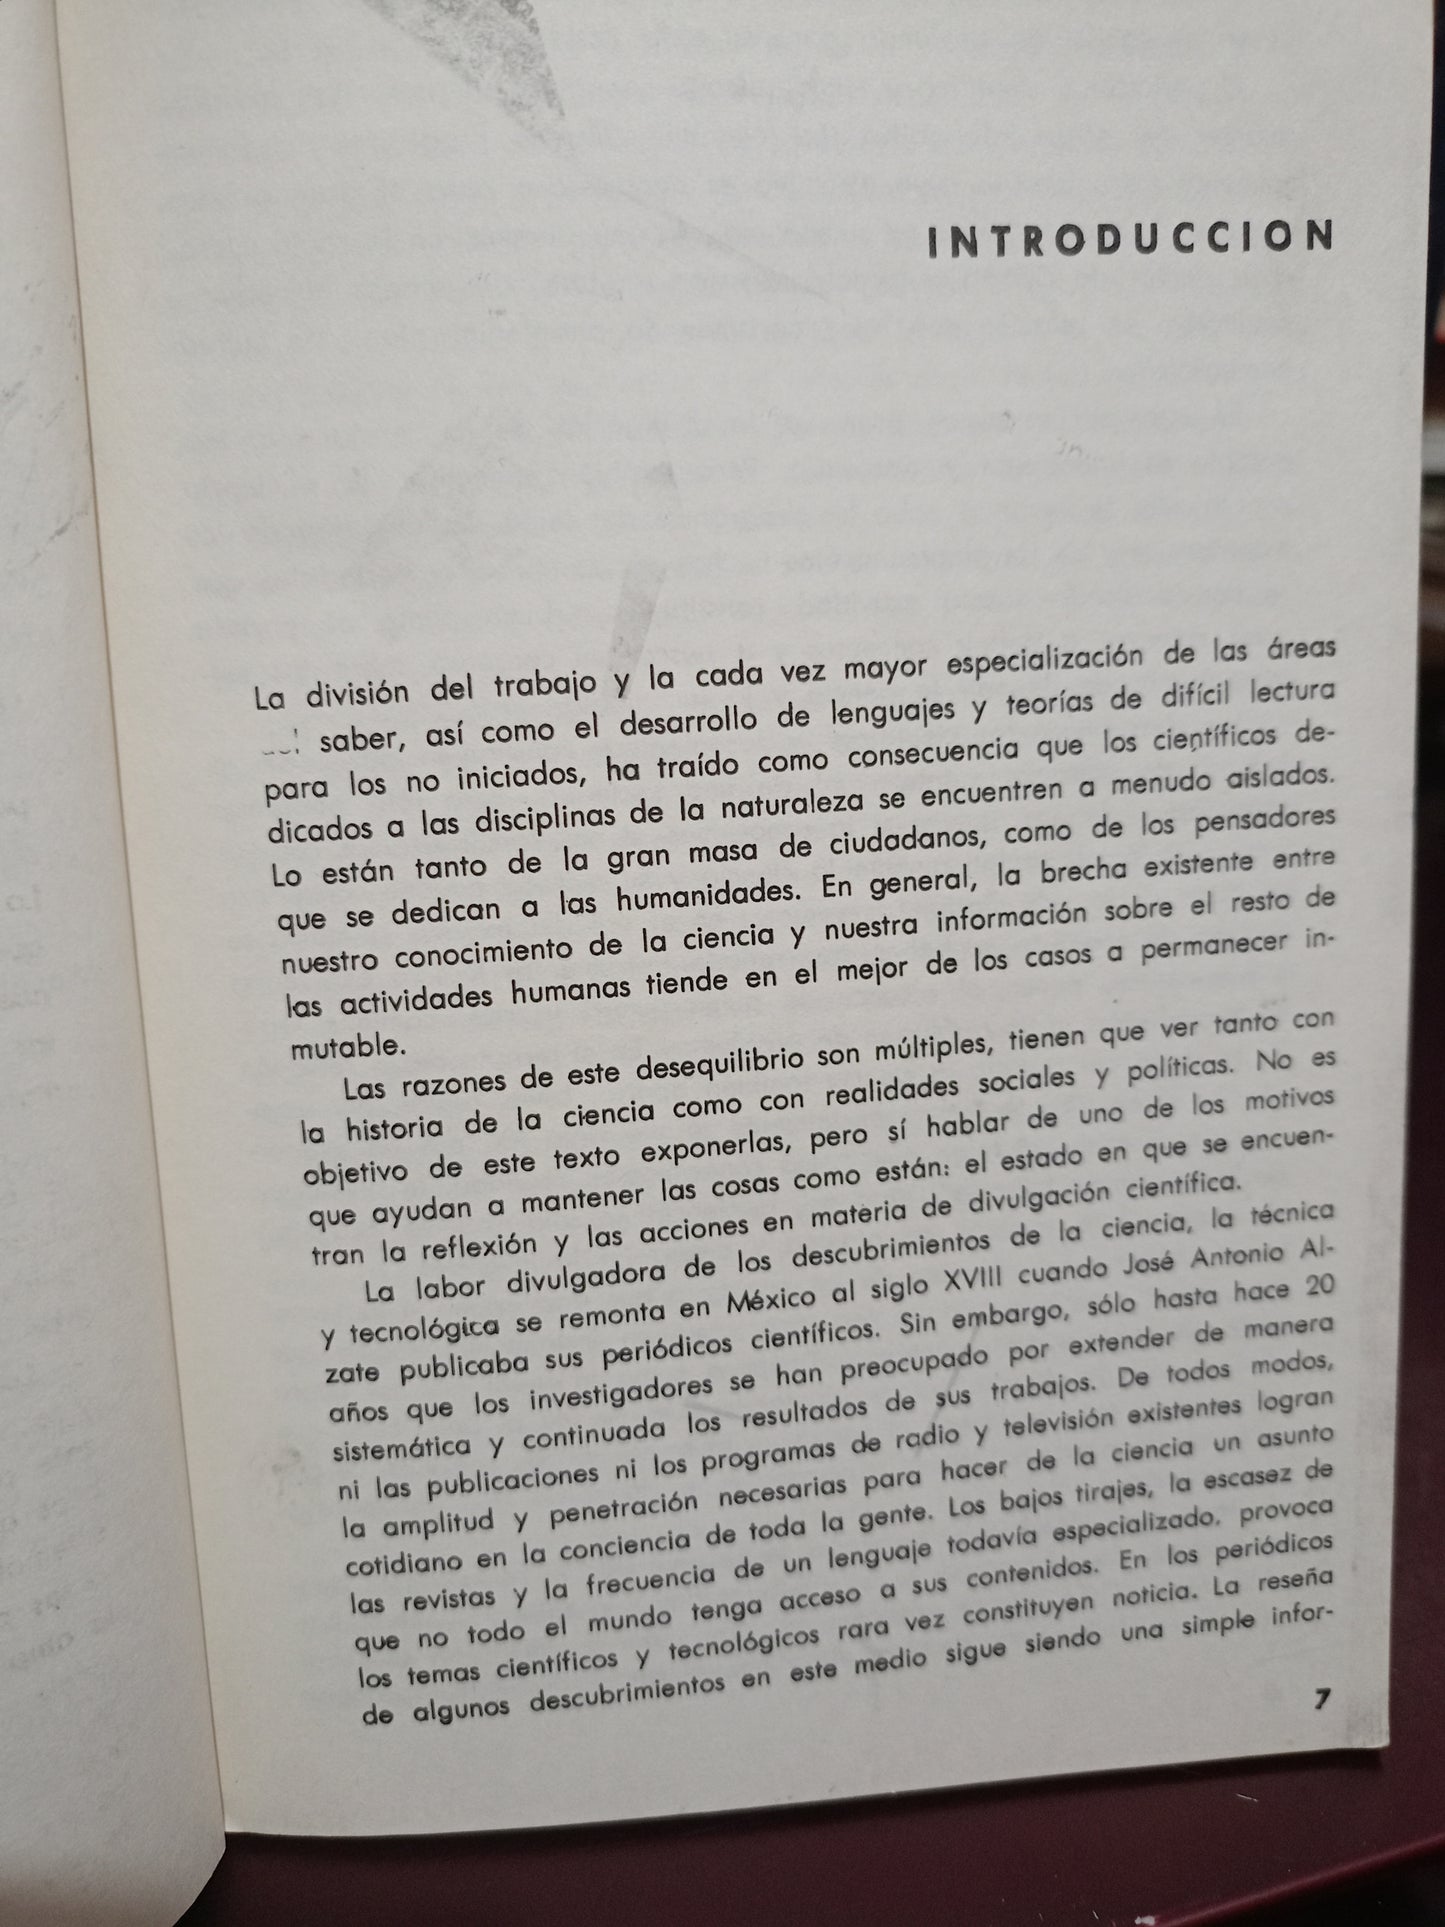 INTRODUCCION
La división del trabajo y la cada vez mayor especialización de las áreas
saber, así como el desarrollo de lenguajes y teorías de difícil lectura
para los no iniciados, ha traído como consecuencia que los científicos de-
dicados a las disciplinas de la naturaleza se encuentren a menudo aislados.
Lo están tanto de la gran masa de ciudadanos, como de los pensadores
que se dedican a las humanidades. En general, la brecha existente entre
nuestro conocimiento de la ciencia y nuestra información sobre el resto de
las actividades humanas tiende en el mejor de los casos a permanecer in-
mutable.
Las razones de este desequilibrio son múltiples, tienen que ver tanto con
la historia de la ciencia como con realidades sociales y políticas. No es
objetivo de este texto exponerlas, pero sí hablar de uno de los motivos
que ayudan a mantener las cosas como están: el estado en que se encuen-
tran la reflexión y las acciones en materia de divulgación científica.
La labor divulgadora de los descubrimientos de la ciencia, la técnica
y tecnológica se remonta en México al siglo XVIII cuando José Antonio Al-
zate publicaba sus periódicos científicos. Sin embargo, sólo hasta hace 20
años que los investigadores se han preocupado por extender de manera
sistemática y continuada los resultados de sus trabajos. De todos modos,
ni las publicaciones ni los programas de radio y televisión existentes logran
la amplitud y penetración necesarias para hacer de la ciencia un asunto
cotidiano en la conciencia de toda la gente. Los bajos tirajes, la escasez de
las revistas y la frecuencia de un lenguaje todavía especializado, provoca
que no todo el mundo tenga acceso a sus contenidos. En los periódicos
los temas científicos y tecnológicos rara vez constituyen noticia. La reseña
de algunos descubrimientos en este medio sigue siendo una simple infor-
7